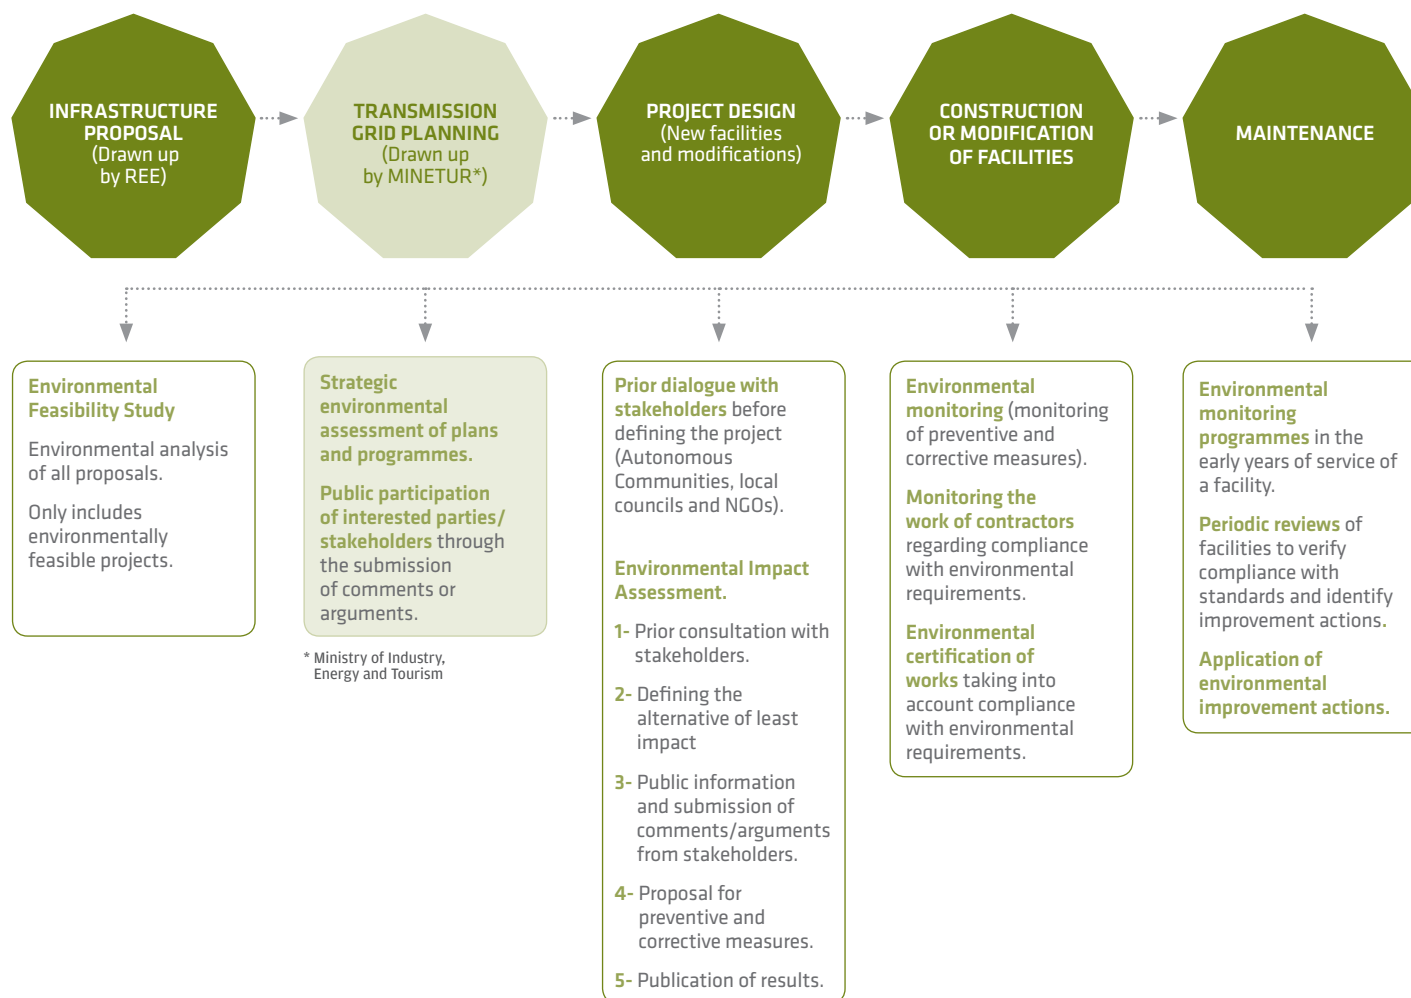 INFRASTRUCTURE
PROPOSAL
(Drawn up
by REE)
TRANSMISSION
GRID PLANNING
(Drawn up
by MINETUR*)
PROJECT DESIGN
(New facilities
and modifications)
CONSTRUCTION
OR MODIFICATION
OF FACILITIES
MAINTENANCE
Environmental
Feasibility Study
Environmental analysis
of all proposals.
Only includes
environmentally
feasible projects.
Strategic
environmental
assessment of plans
and programmes.
Public participation
of interested parties/
stakeholders through
the submission
of comments or
arguments.
* Ministry of Industry,
Energy and Tourism
Prior dialogue with
stakeholders before
defining the project
(Autonomous
Communities, local
councils and NGOs).
Environmental Impact
Assessment.
1- Prior consultation with
stakeholders.
2- Defining the
alternative of least
impact
3- Public information
and submission of
comments/arguments
from stakeholders.
4- Proposal for
preventive and
corrective measures.
5- Publication of results.
Environmental
monitoring (monitoring
of preventive and
corrective measures).
Monitoring the
work of contractors
regarding compliance
with environmental
requirements.
Environmental
certification of
works taking into
account compliance
with environmental
requirements.
Environmental
monitoring
programmes in the
early years of service of
a facility.
Periodic reviews of
facilities to verify
compliance with
standards and identify
improvement actions.
Application of
environmental
improvement actions.